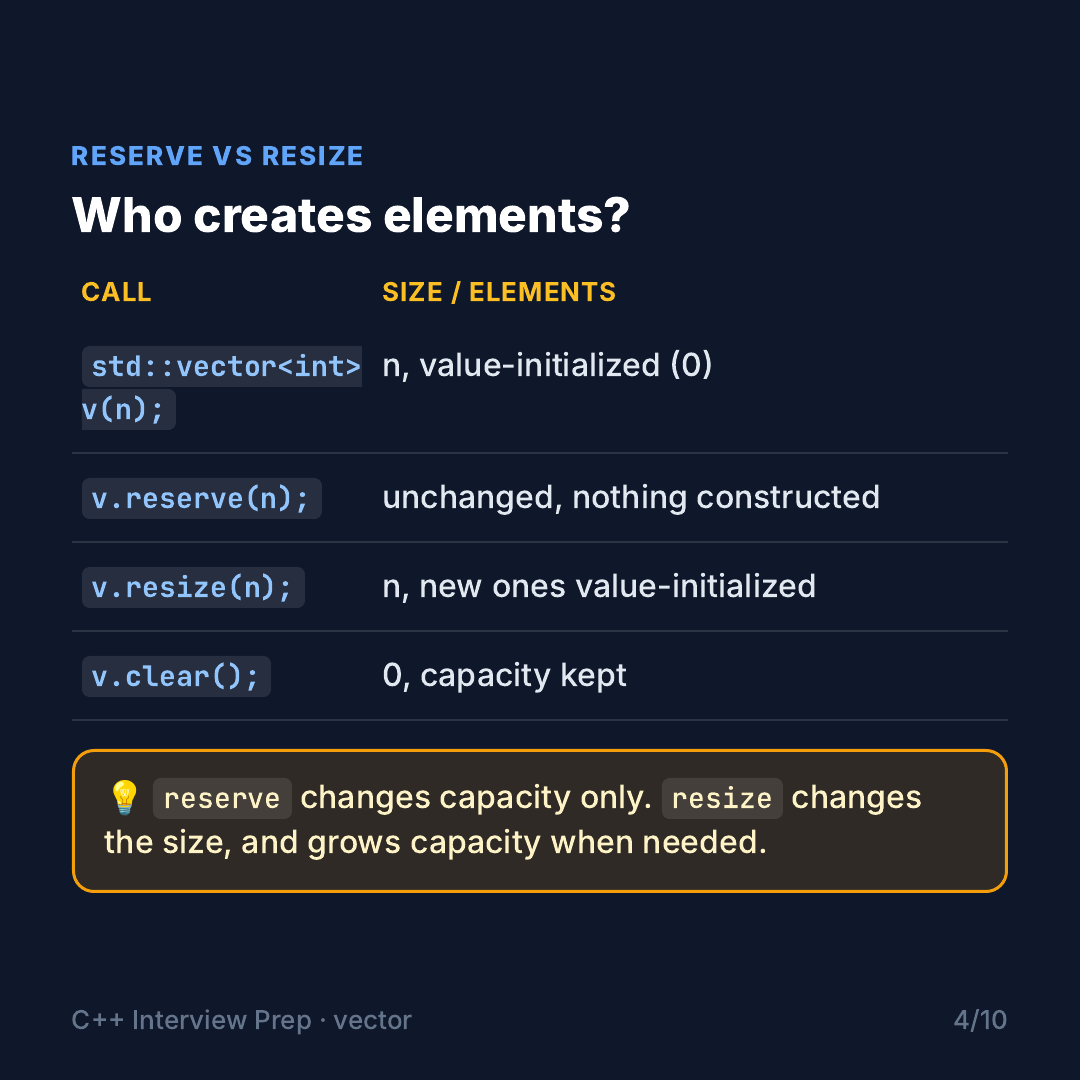 RESERVE VS RESIZE
Who creates elements?
CALL SIZE / ELEMENTS
std::vector<int> n, value-initialized (0)
v(n);
v.reserve(n); unchanged, nothing constructed
v.resize(n); n, new ones value-initialized
v.clear(); 0, capacity kept
💡 reserve changes capacity only. resize changes
the size, and grows capacity when needed.
C++ Interview Prep · vector 4/10